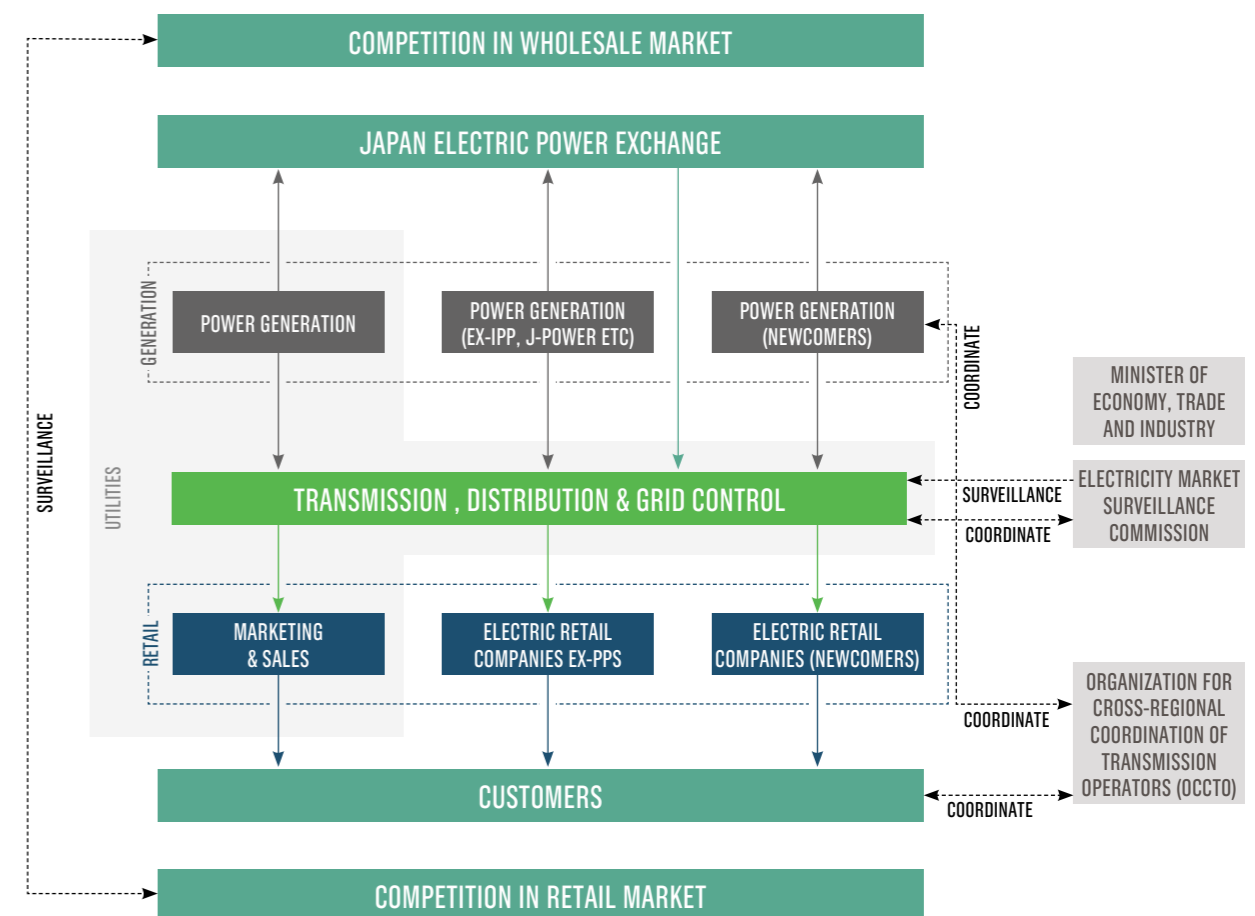 COMPETITION IN WHOLESALE MARKET
JAPAN ELECTRIC POWER EXCHANGE
GENERATION
POWER GENERATION
POWER GENERATION
(EX-IPP, J-POWER ETC)
POWER GENERATION
(NEWCOMERS)
COORDINATE
MINISTER OF
ECONOMY, TRADE
AND INDUSTRY
SURVEILLANCE
UTILITIES
TRANSMISSION , DISTRIBUTION & GRID CONTROL
SURVEILLANCE
COORDINATE
ELECTRICITY MARKET
SURVEILLANCE
COMMISSION
RETAIL
MARKETING
& SALES
ELECTRIC RETAIL
COMPANIES EX-PPS
ELECTRIC RETAIL
COMPANIES (NEWCOMERS)
COORDINATE
ORGANIZATION FOR
CROSS-REGIONAL
COORDINATION OF
TRANSMISSION
OPERATORS (OCCTO)
CUSTOMERS
COORDINATE
COMPETITION IN RETAIL MARKET